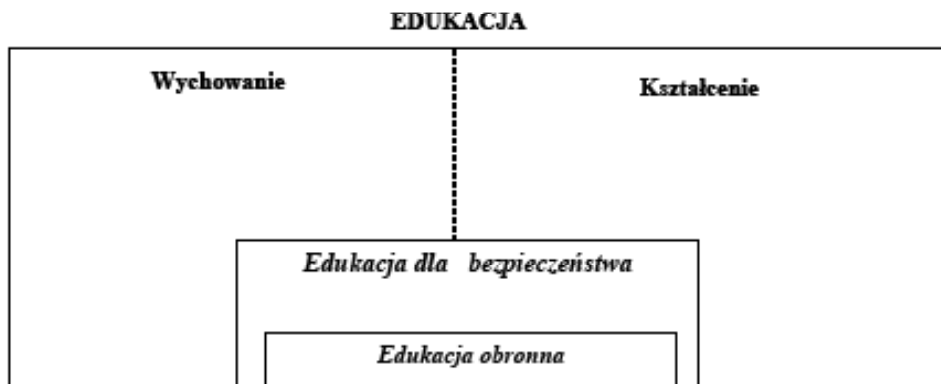 EDUKACJA
Wychowanie
Kształcenie
Edukacja dla bezpieczeństwa
Edukacja obronna